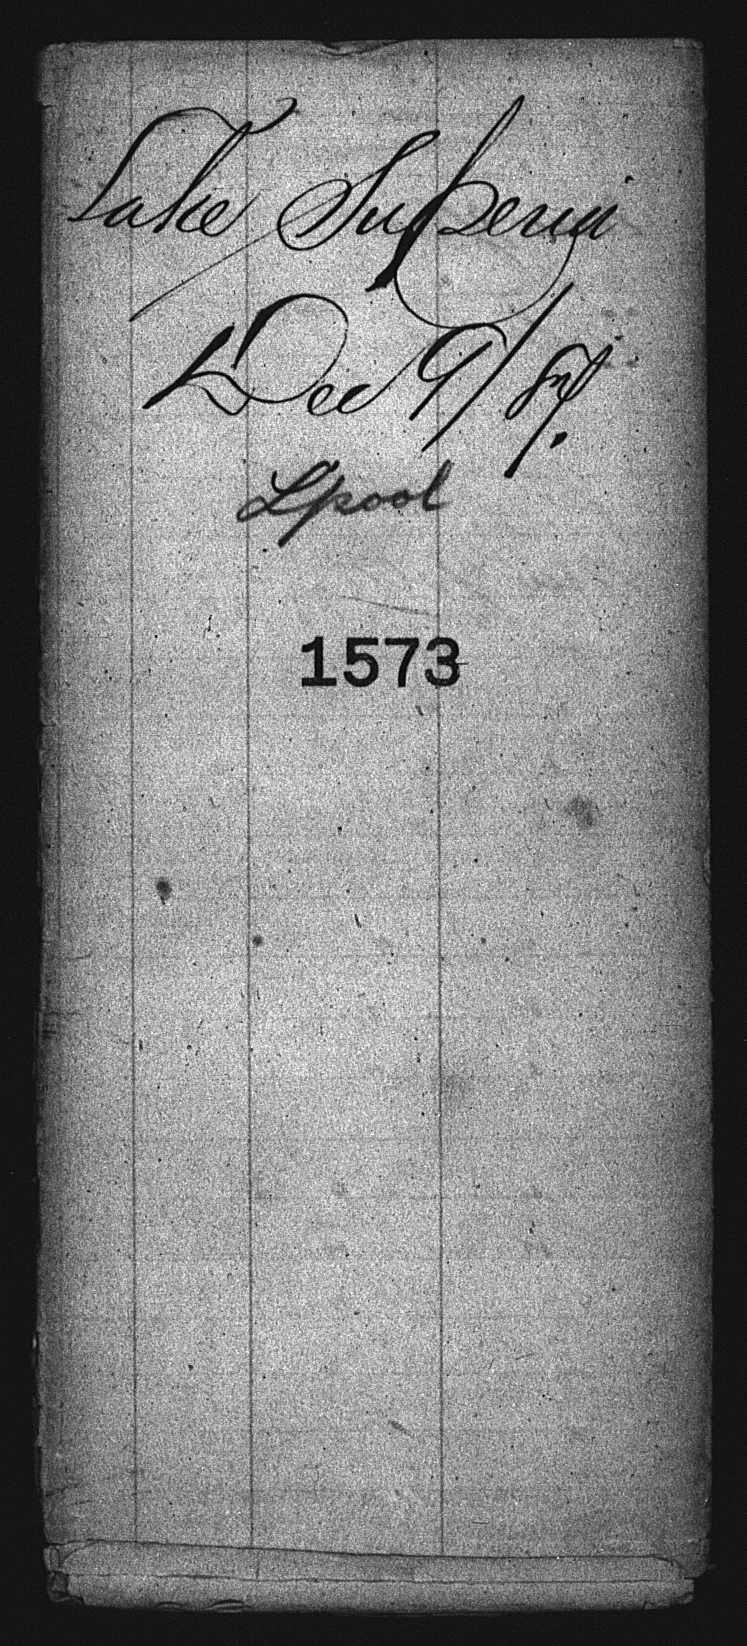 Lake Superior
Dec 9/87.
Lpool
1573